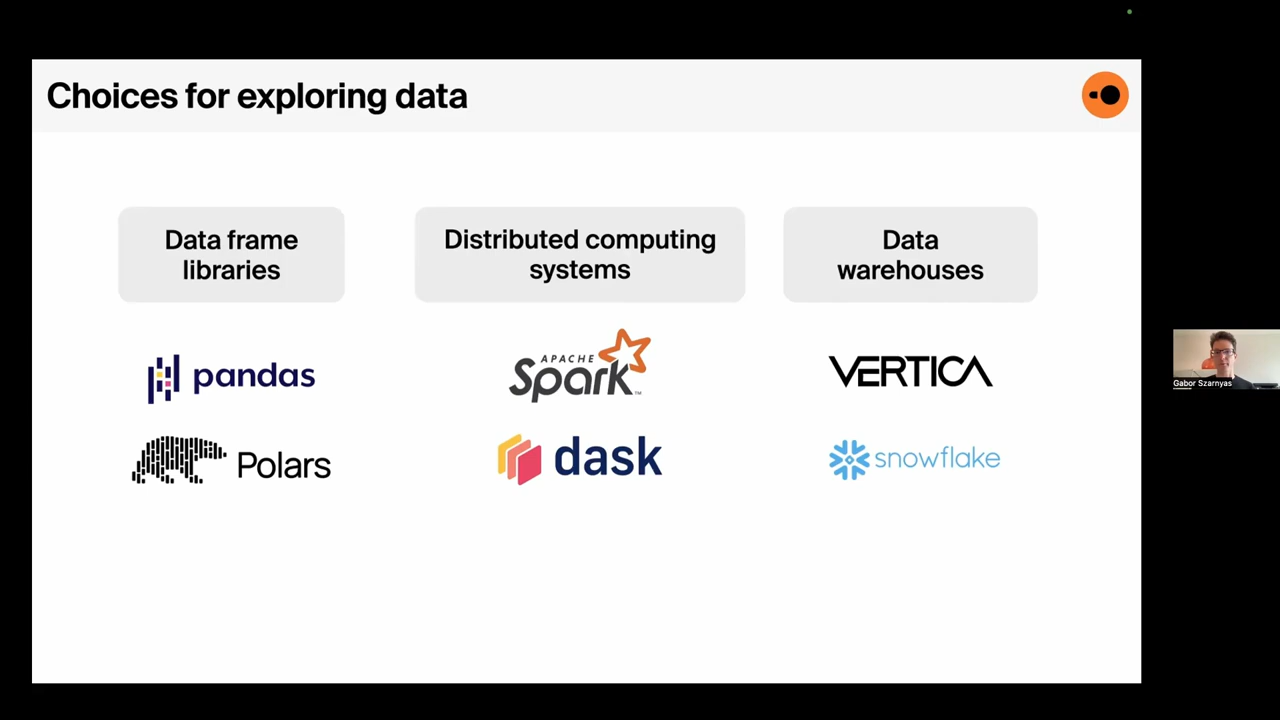 Choices for exploring data
Data frame
libraries
Distributed computing
systems
Data
warehouses
pandas
APACHE
Spark™
VERTICA
Polars
dask
snowflake
Gabor Szarnyas